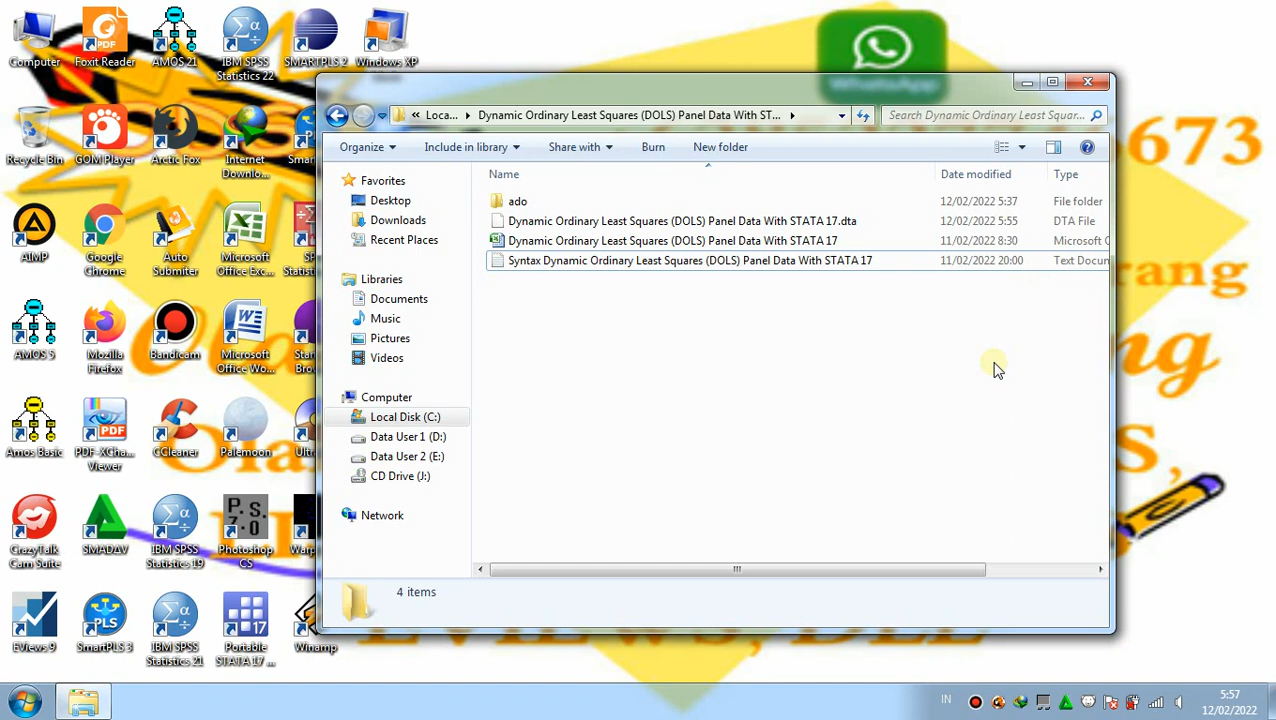 Computer
Foxit Reader
AMOS 21
IBM SPSS
Statistics 22
SMARTPLS 2
Windows XP
WhatsApp
673
Recycle Bin
GOM Player
Arctic Fox
Internet
Downlo...
AIMP
Google
Chrome
Auto
Submiter
Microsoft
Office Exc...
AMOS 5
Mozilla
Firefox
Bandicam
Microsoft
Office Wo...
Amos Basic
PDF-XCha...
Viewer
CCleaner
Palemoon
CrazyTalk
Cam Suite
SMADAV
IBM SPSS
Statistics 19
Photoshop
CS
EViews 9
SmartPLS 3
IBM SPSS
Statistics 21
Portable
STATA 17 ...
Winamp
« Loca...
Dynamic Ordinary Least Squares (DOLS) Panel Data With ST...
Search Dynamic Ordinary Least Squar...
Organize
Include in library
Share with
Burn
New folder
Favorites
Desktop
Downloads
Recent Places
Libraries
Documents
Music
Pictures
Videos
Computer
Local Disk (C:)
Data User 1 (D:)
Data User 2 (E:)
CD Drive (J:)
Network
Name Date modified Type
ado 12/02/2022 5:37 File folder
Dynamic Ordinary Least Squares (DOLS) Panel Data With STATA 17.dta 12/02/2022 5:55 DTA File
Dynamic Ordinary Least Squares (DOLS) Panel Data With STATA 17 11/02/2022 8:30 Microsoft
Syntax Dynamic Ordinary Least Squares (DOLS) Panel Data With STATA 17 11/02/2022 20:00 Text Docum
4 items
IN
5:57
12/02/2022